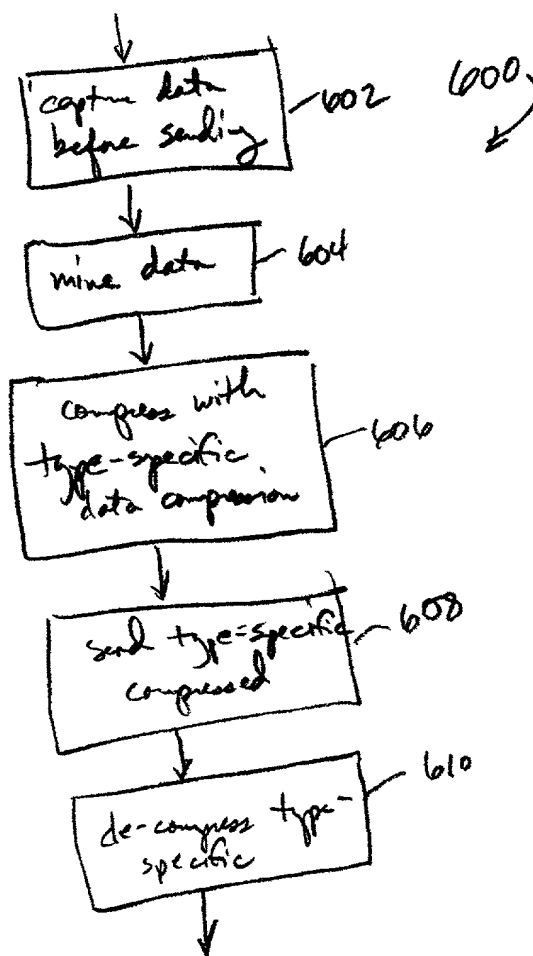 600
capture data
before sending
602
mine data
604
compress with
type-specific
data compression
606
send type=specific
compressed
608
de-compress type-
specific
610